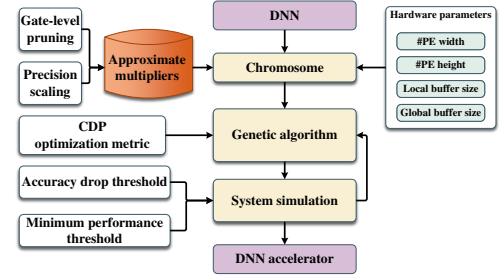 Gate-level
pruning
Precision
scaling
Approximate
multipliers
DNN
Chromosome
Hardware parameters
#PE width
#PE height
Local buffer size
Global buffer size
CDP
optimization metric
Genetic algorithm
Accuracy drop threshold
Minimum performance
threshold
System simulation
DNN accelerator